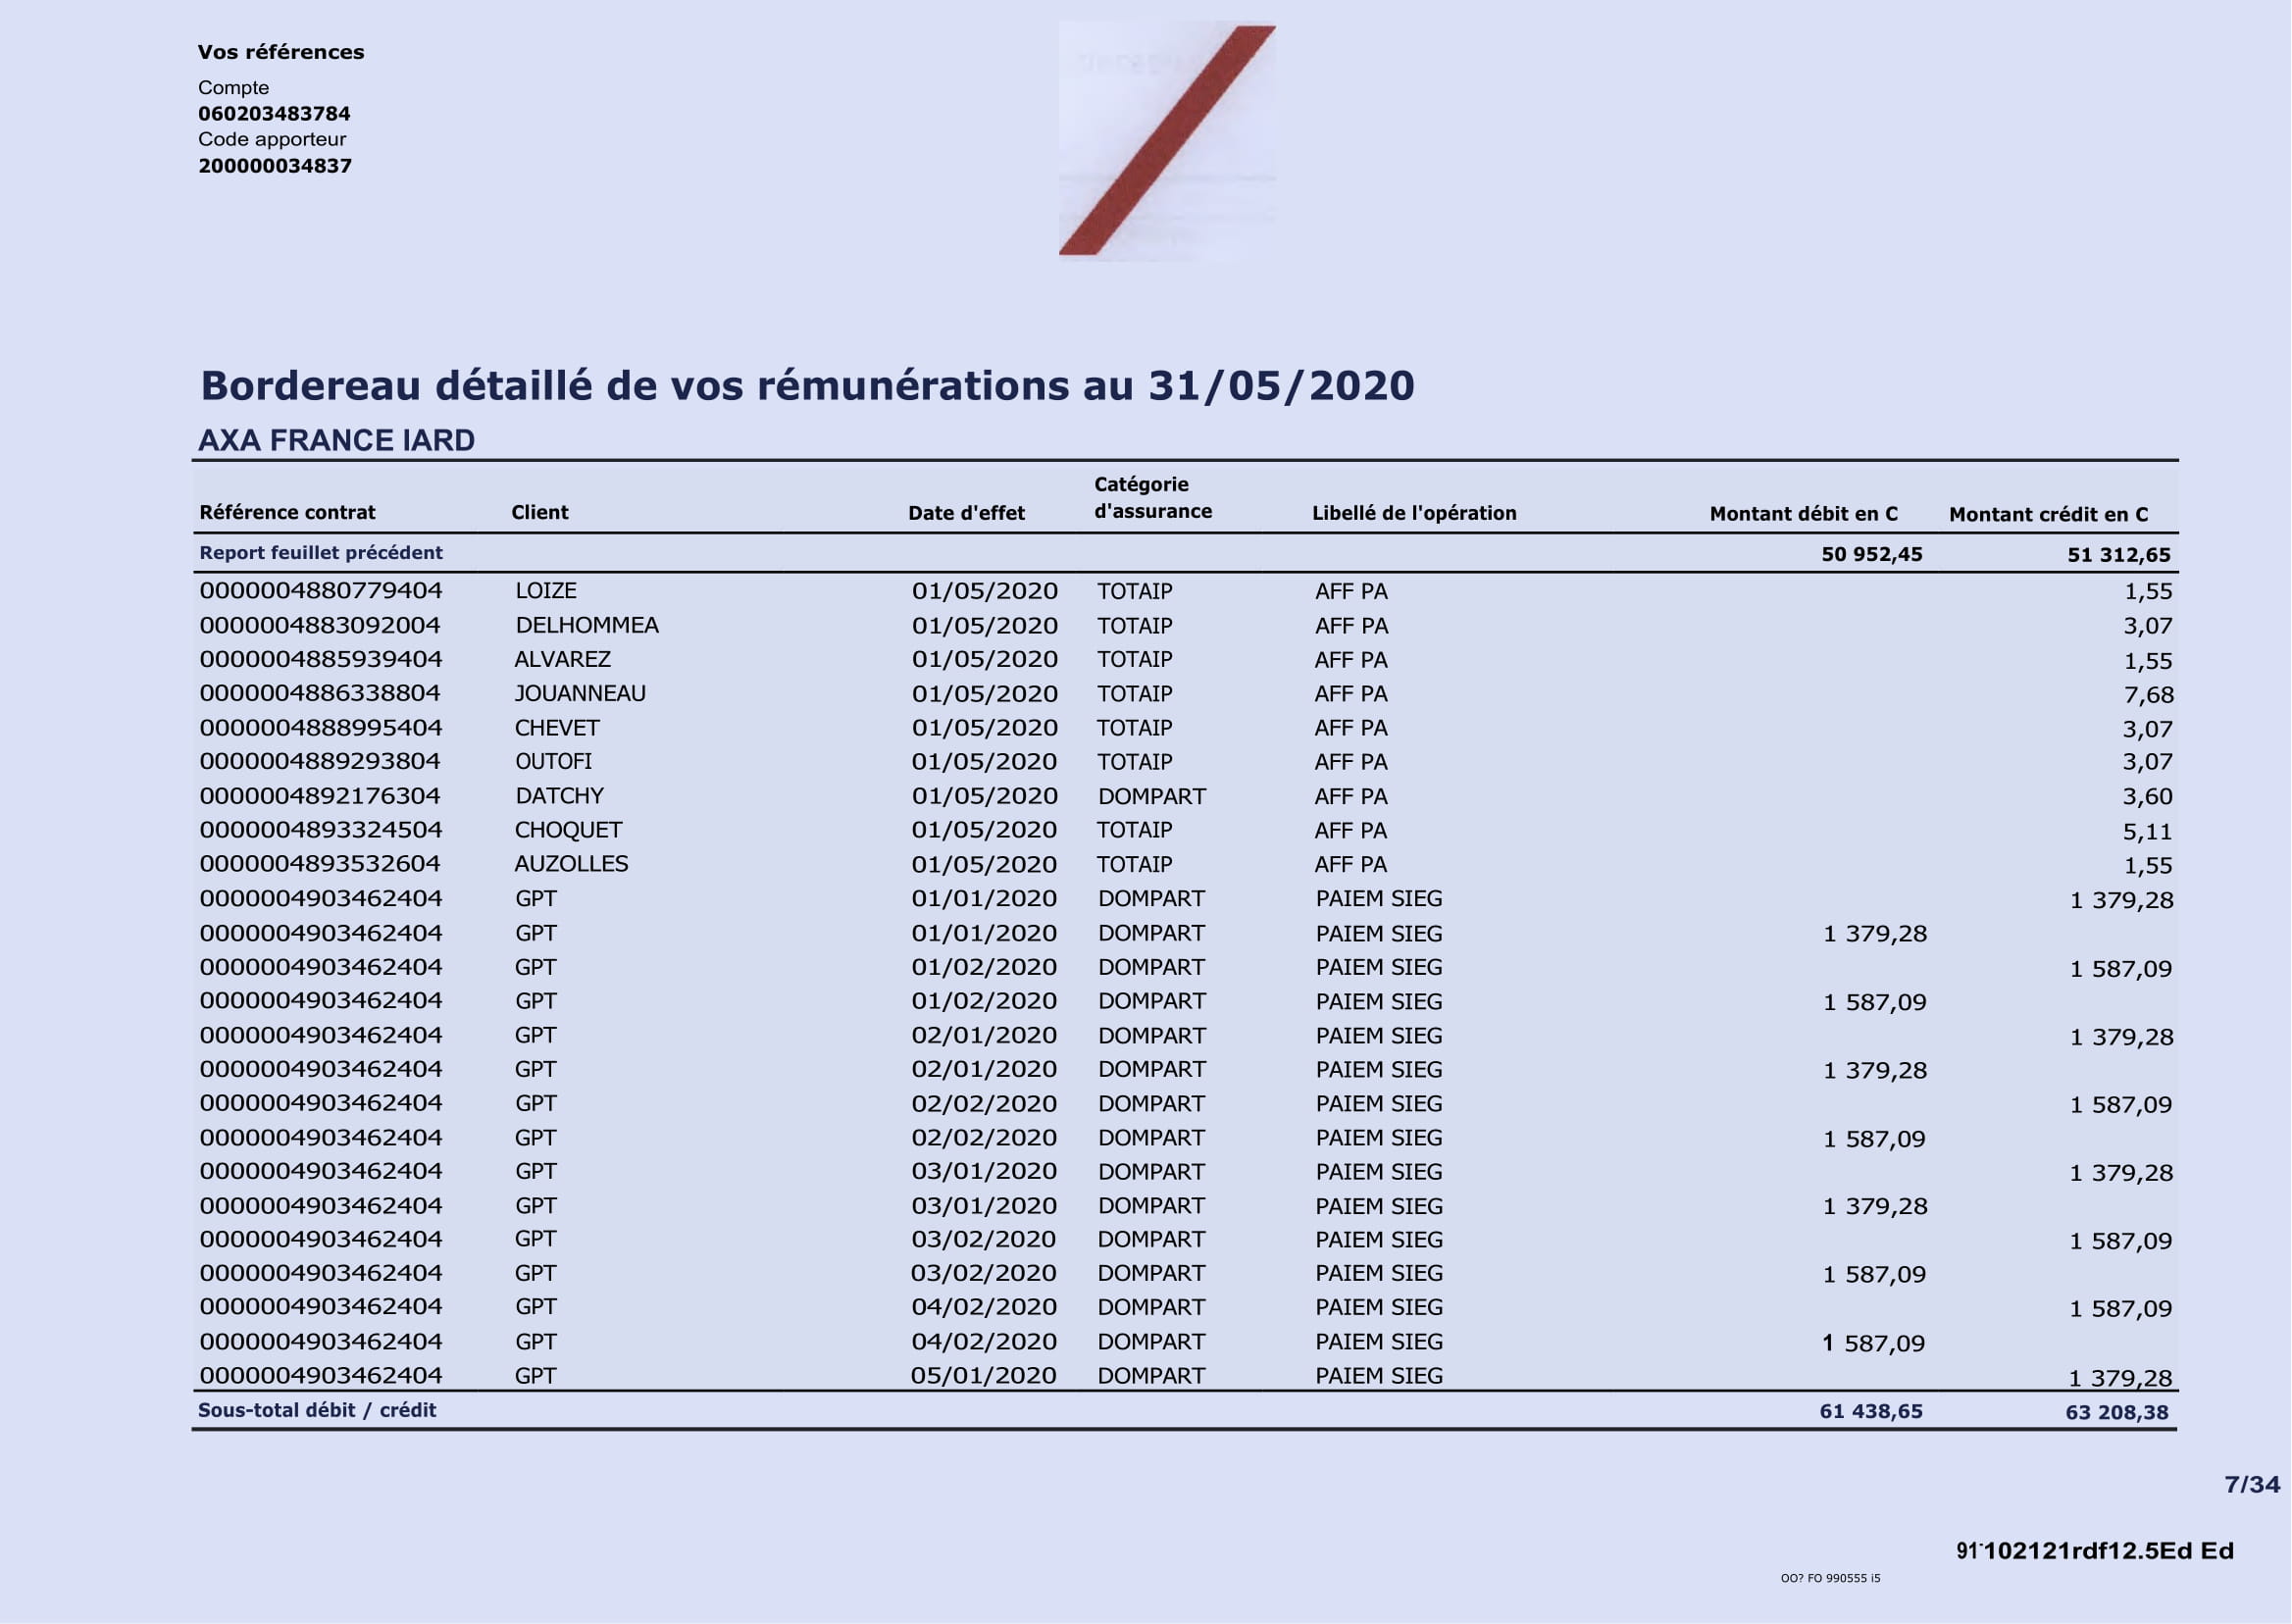 Vos références
Compte
060203483784
Code apporteur
200000034837
Bordereau détaillé de vos rémunérations au 31/05/2020
AXA FRANCE IARD
Référence contrat Client Date d'effet Catégorie d'assurance Libellé de l'opération Montant débit en C Montant crédit en C
Report feuillet précédent 50 952,45 51 312,65
0000004880779404 LOIZE 01/05/2020 TOTAIP AFF PA 1,55
0000004883092004 DELHOMMEA 01/05/2020 TOTAIP AFF PA 3,07
0000004885939404 ALVAREZ 01/05/2020 TOTAIP AFF PA 1,55
0000004886338804 JOUANNEAU 01/05/2020 TOTAIP AFF PA 7,68
0000004888995404 CHEVET 01/05/2020 TOTAIP AFF PA 3,07
0000004889293804 OUTOFI 01/05/2020 TOTAIP AFF PA 3,07
0000004892176304 DATCHY 01/05/2020 DOMPART AFF PA 3,60
0000004893324504 CHOQUET 01/05/2020 TOTAIP AFF PA 5,11
0000004893532604 AUZOLLES 01/05/2020 TOTAIP AFF PA 1,55
0000004903462404 GPT 01/01/2020 DOMPART PAIEM SIEG 1 379,28
0000004903462404 GPT 01/01/2020 DOMPART PAIEM SIEG 1 379,28
0000004903462404 GPT 01/02/2020 DOMPART PAIEM SIEG 1 587,09
0000004903462404 GPT 01/02/2020 DOMPART PAIEM SIEG 1 587,09
0000004903462404 GPT 02/01/2020 DOMPART PAIEM SIEG 1 379,28
0000004903462404 GPT 02/01/2020 DOMPART PAIEM SIEG 1 379,28
0000004903462404 GPT 02/02/2020 DOMPART PAIEM SIEG 1 587,09
0000004903462404 GPT 02/02/2020 DOMPART PAIEM SIEG 1 587,09
0000004903462404 GPT 03/01/2020 DOMPART PAIEM SIEG 1 379,28
0000004903462404 GPT 03/01/2020 DOMPART PAIEM SIEG 1 379,28
0000004903462404 GPT 03/02/2020 DOMPART PAIEM SIEG 1 587,09
0000004903462404 GPT 03/02/2020 DOMPART PAIEM SIEG 1 587,09
0000004903462404 GPT 04/02/2020 DOMPART PAIEM SIEG 1 587,09
0000004903462404 GPT 04/02/2020 DOMPART PAIEM SIEG 1 587,09
0000004903462404 GPT 05/01/2020 DOMPART PAIEM SIEG 1 379,28
Sous-total débit / crédit 61 438,65 63 208,38
7/34
91-102121rdf12.5Ed Ed
OO? FO 990555 i5